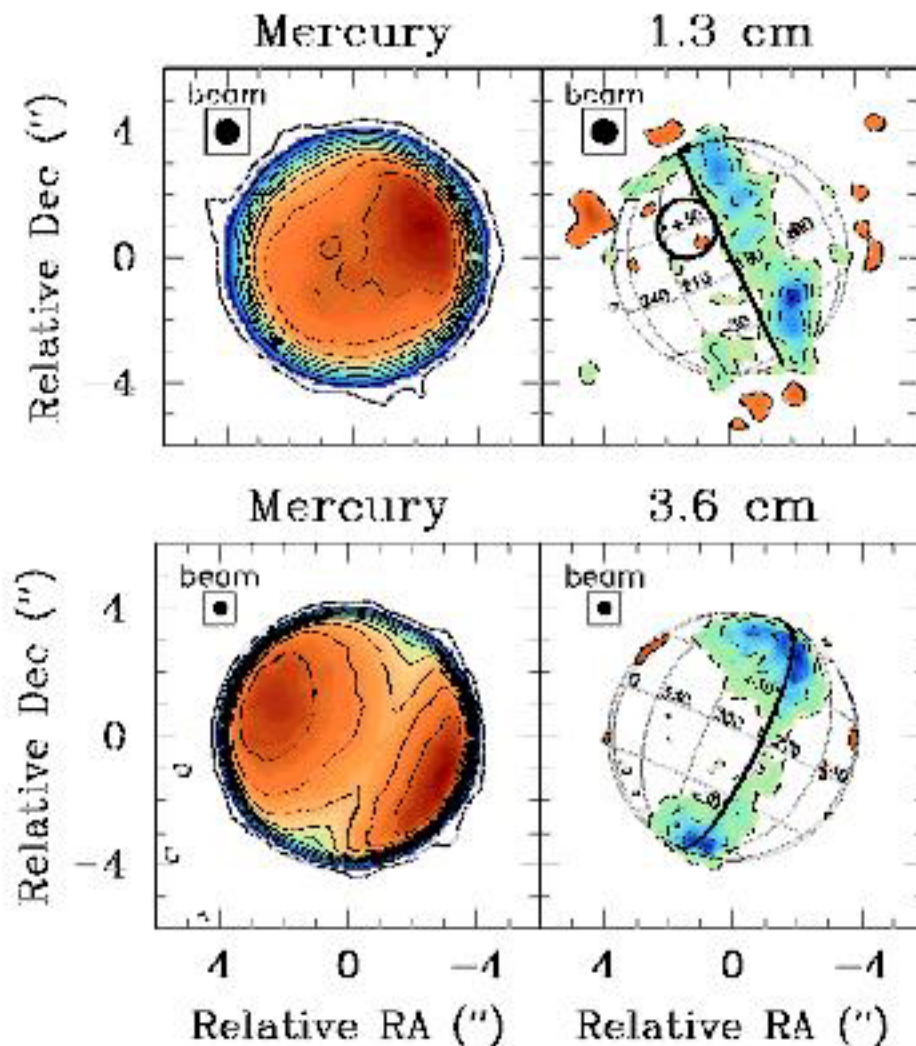 Mercury 1.3 cm
beam beam
Relative Dec (")
4
0
-4
Mercury 3.6 cm
beam beam
Relative Dec (")
4
0
-4
4 0 -4 4 0 -4
Relative RA (") Relative RA (")